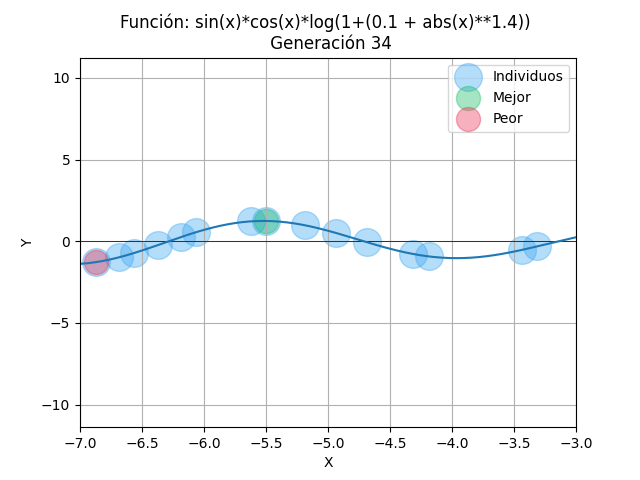 Función: sin(x)*cos(x)*log(1+(0.1 + abs(x)**1.4))
Generación 34
Individuos
Mejor
Peor
10
5
0
−5
−10
Y
−7.0 −6.5 −6.0 −5.5 −5.0 −4.5 −4.0 −3.5 −3.0
X